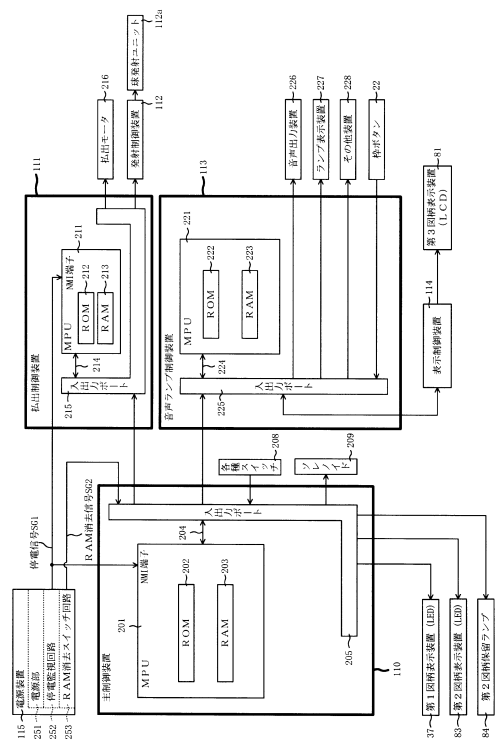 電源装置
115
251
電源部
252
停電監視回路
253
RAM消去スイッチ回路
停電信号SG1
RAM消去信号SG2
主制御装置
110
201
MPU
NMI端子
ROM
202
RAM
203
204
入出力ポート
205
各種スイッチ
208
ソレノイド
209
37
第1図柄表示装置(LED)
83
第2図柄表示装置(LED)
84
第2図柄保留ランプ
払出制御装置
111
215
入出力ポート
214
MPU
NMI端子
211
ROM
212
RAM
213
払出モータ
216
発射制御装置
112
球発射ユニット
112a
音声ランプ制御装置
113
225
入出力ポート
224
MPU
221
ROM
222
RAM
223
音声出力装置
226
ランプ表示装置
227
その他装置
228
枠ボタン
22
表示制御装置
114
第3図柄表示装置
(LCD)
81